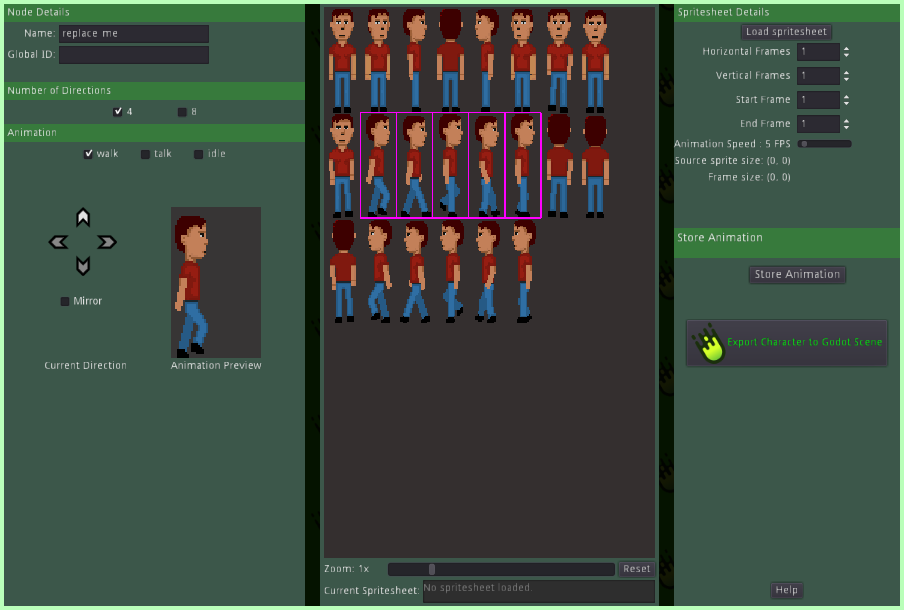 Node Details
Name: replace me
Global ID:
Number of Directions
4 8
Animation
walk talk idle
Mirror
Current Direction Animation Preview
Zoom: 1x Reset
Current Spritesheet: No spritesheet loaded.
Spritesheet Details
Load spritesheet
Horizontal Frames 1
Vertical Frames 1
Start Frame 1
End Frame 1
Animation Speed : 5 FPS
Source sprite size: (0, 0)
Frame size: (0, 0)
Store Animation
Store Animation
Export Character to Godot Scene
Help